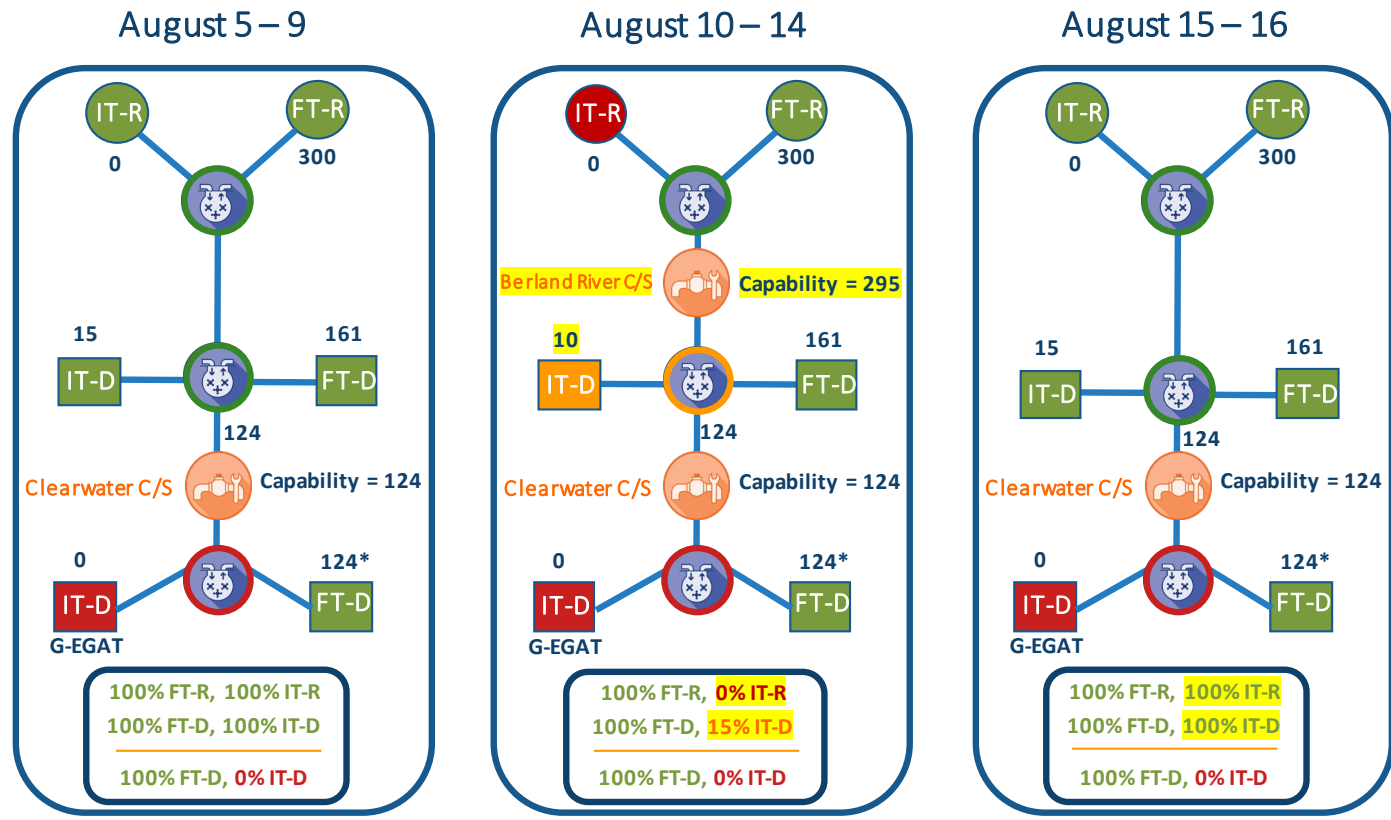 August 5 – 9
IT-R
FT-R
0
300
15
161
IT-D
FT-D
124
Clearwater C/S
Capability = 124
0
124*
IT-D
FT-D
G-EGAT
100% FT-R, 100% IT-R
100% FT-D, 100% IT-D
100% FT-D, 0% IT-D
August 10 – 14
IT-R
FT-R
0
300
Berland River C/S
Capability = 295
10
161
IT-D
FT-D
124
Clearwater C/S
Capability = 124
0
124*
IT-D
FT-D
G-EGAT
100% FT-R, 0% IT-R
100% FT-D, 15% IT-D
100% FT-D, 0% IT-D
August 15 – 16
IT-R
FT-R
0
300
15
161
IT-D
FT-D
124
Clearwater C/S
Capability = 124
0
124*
IT-D
FT-D
G-EGAT
100% FT-R, 100% IT-R
100% FT-D, 100% IT-D
100% FT-D, 0% IT-D